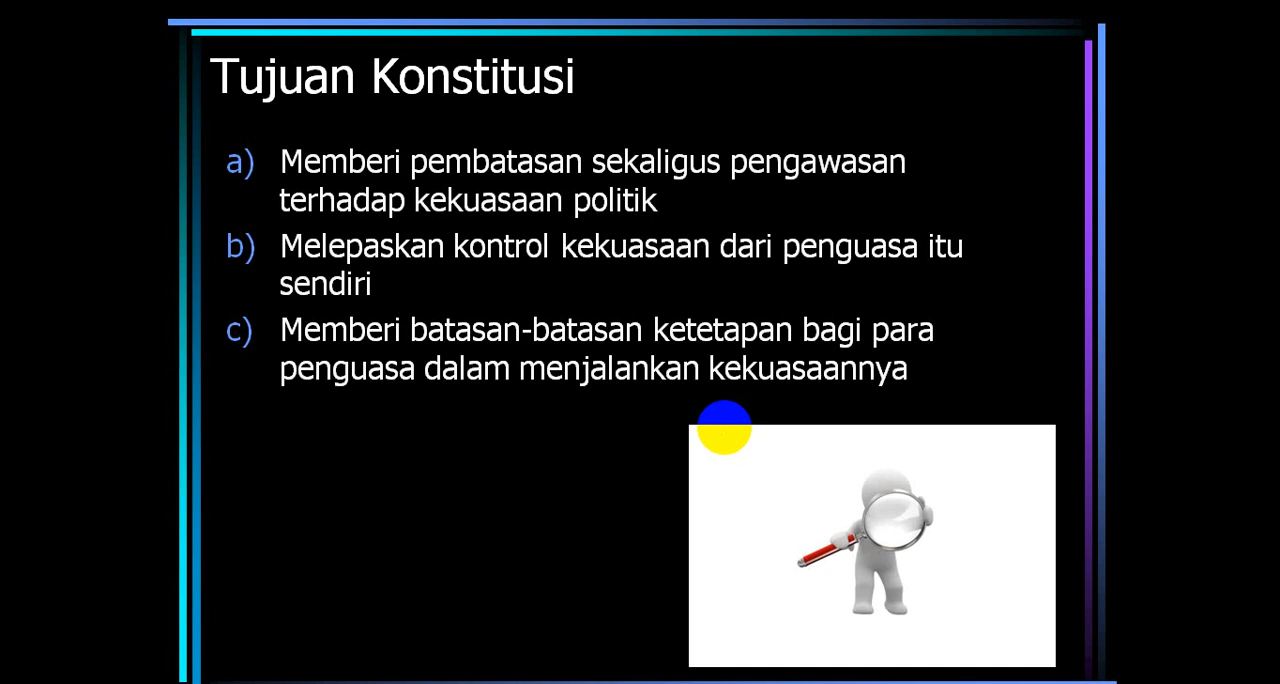 Tujuan Konstitusi
a) Memberi pembatasan sekaligus pengawasan
terhadap kekuasaan politik
b) Melepaskan kontrol kekuasaan dari penguasa itu
sendiri
c) Memberi batasan-batasan ketetapan bagi para
penguasa dalam menjalankan kekuasaannya